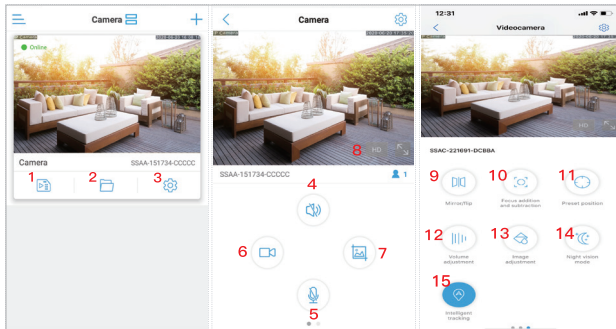 Camera
Online
Camera
SSAA-151734-CCCCC
1
2
3
Camera
8
HD
SSAA-151734-CCCCC
1
4
6
7
5
12:31
Videocamera
SSAC-221691-DCBBA
9
10
11
Mirror/flip
Focus addition
and subtraction
Preset position
12
13
14
Volume
adjustment
Image
adjustment
Night vision
mode
15
Intelligent
tracking